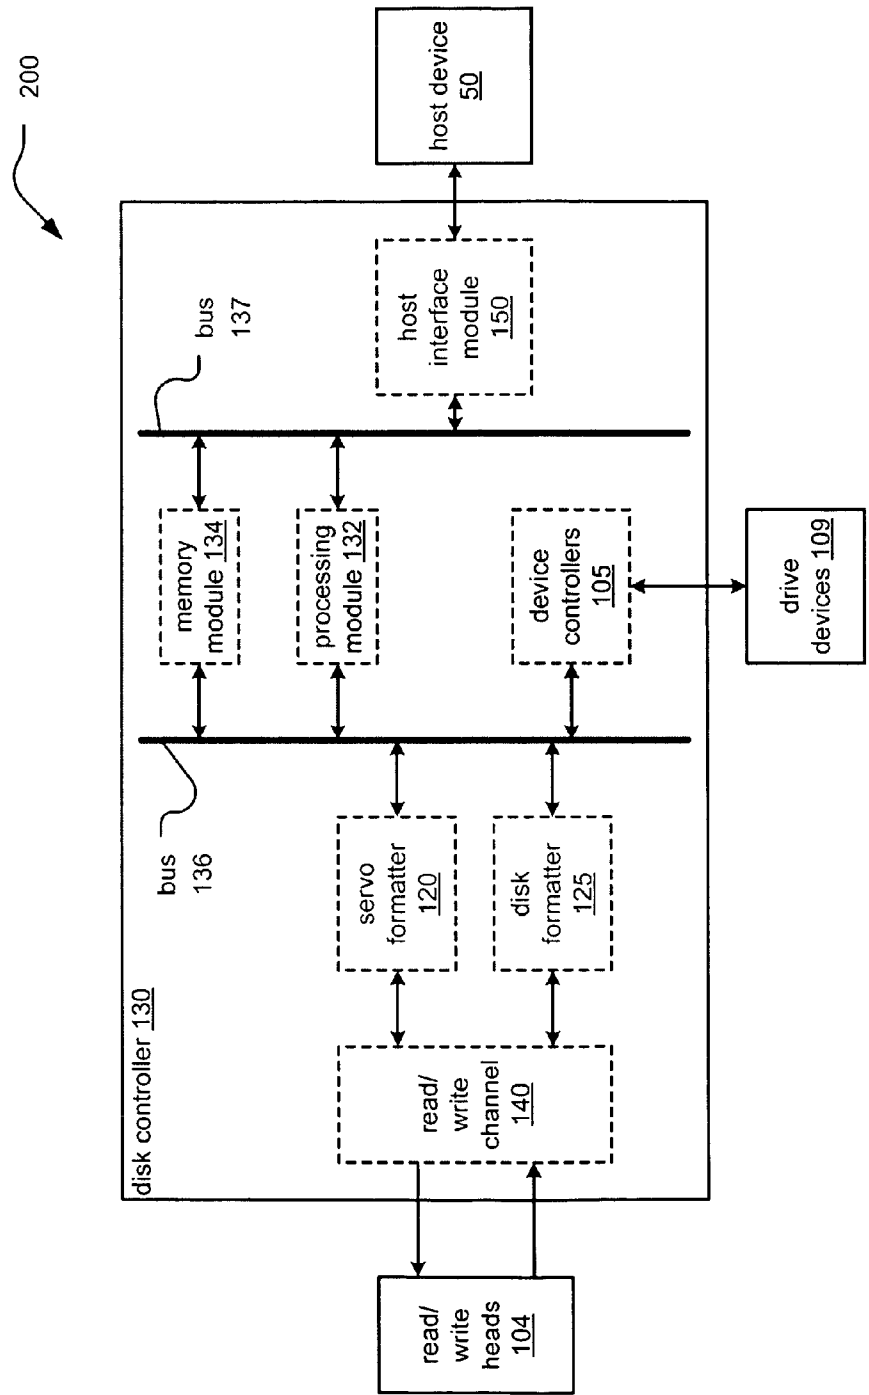 200
disk controller 130
bus
136
bus
137
memory
module 134
processing
module 132
host
interface
module
150
host device
50
servo
formatter
120
disk
formatter
125
device
controllers
105
read/
write
channel
140
read/
write
heads
104
drive
devices 109